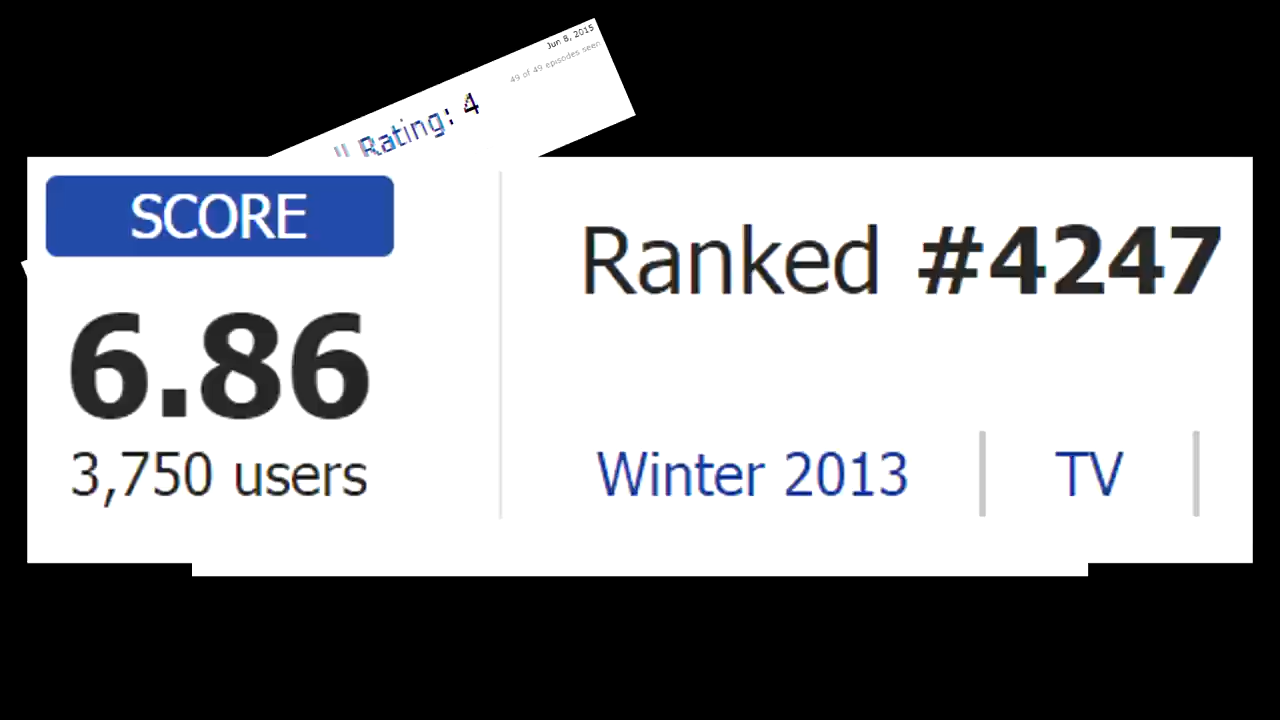 Jun 8, 2015
49 of 49 episodes seen
ll Rating: 4
SCORE
6.86
3,750 users
Ranked #4247
Winter 2013
TV